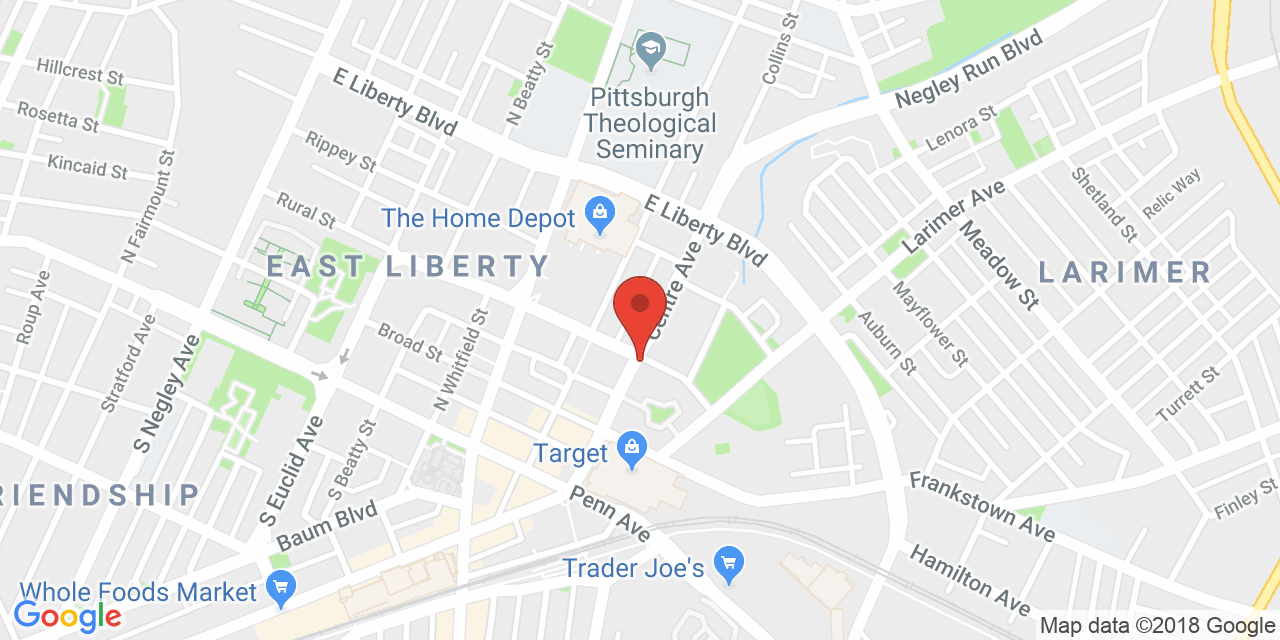 Hillcrest St
Rosetta St
Kincaid St
N Fairmount St
Roup Ave
Stratford Ave
S Negley Ave
E Liberty Blvd
Rippey St
Rural St
N Beatty St
Pittsburgh
Theological
Seminary
Collins St
Negley Run Blvd
Lenora St
Larimer Ave
Shetland St
Relic Way
The Home Depot
E Liberty Blvd
EAST LIBERTY
Centre Ave
Meadow St
LARIMER
Mayflower St
Auburn St
Turrett St
Broad St
N Whitfield St
S Euclid Ave
S Beatty St
Target
Baum Blvd
Penn Ave
RIENDSHIP
Frankstown Ave
Finley St
Hamilton Ave
Trader Joe's
Whole Foods Market
Google
Map data ©2018 Google